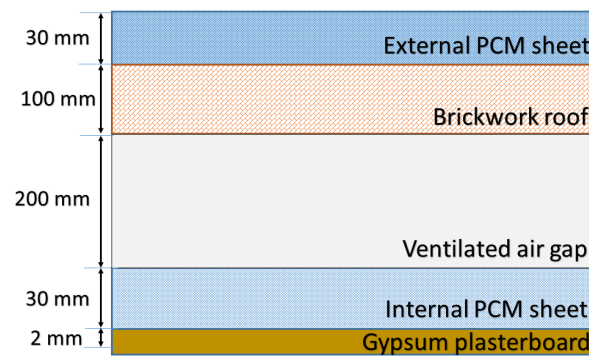 30 mm
External PCM sheet
100 mm
Brickwork roof
200 mm
Ventilated air gap
30 mm
Internal PCM sheet
2 mm
Gypsum plasterboard